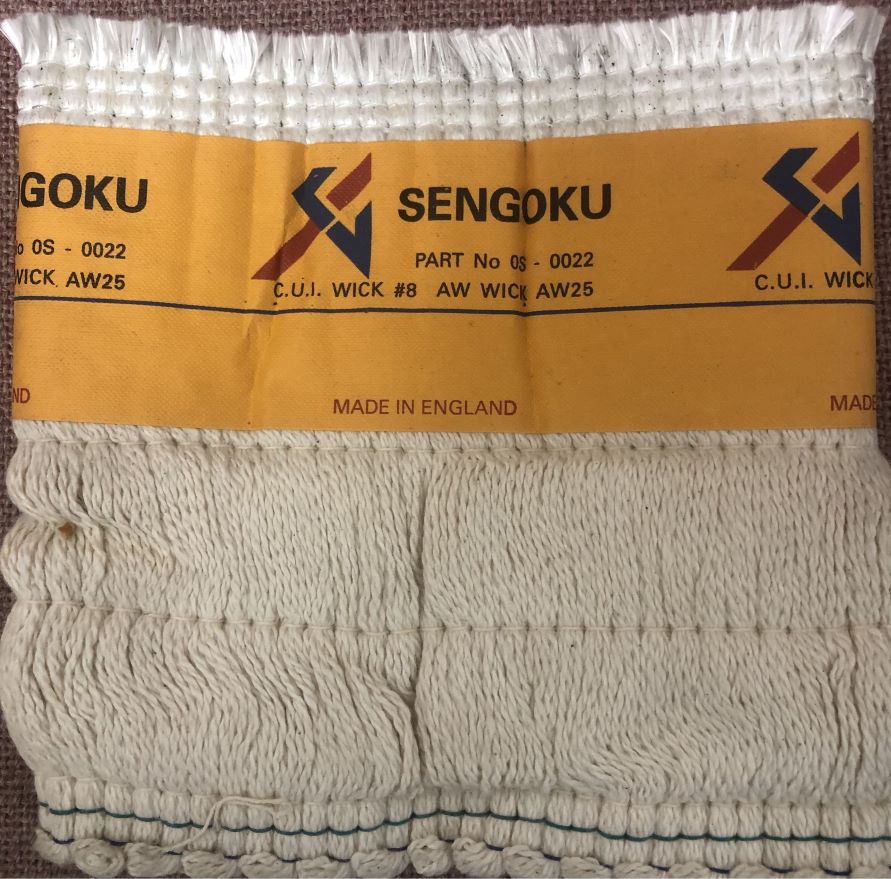 GOKU
SENGOKU
o 0S - 0022
PART No 0S - 0022
WICK AW25
C.U.I. WICK #8 AW WICK AW25
C.U.I. WICK
ND
MADE IN ENGLAND
MADE